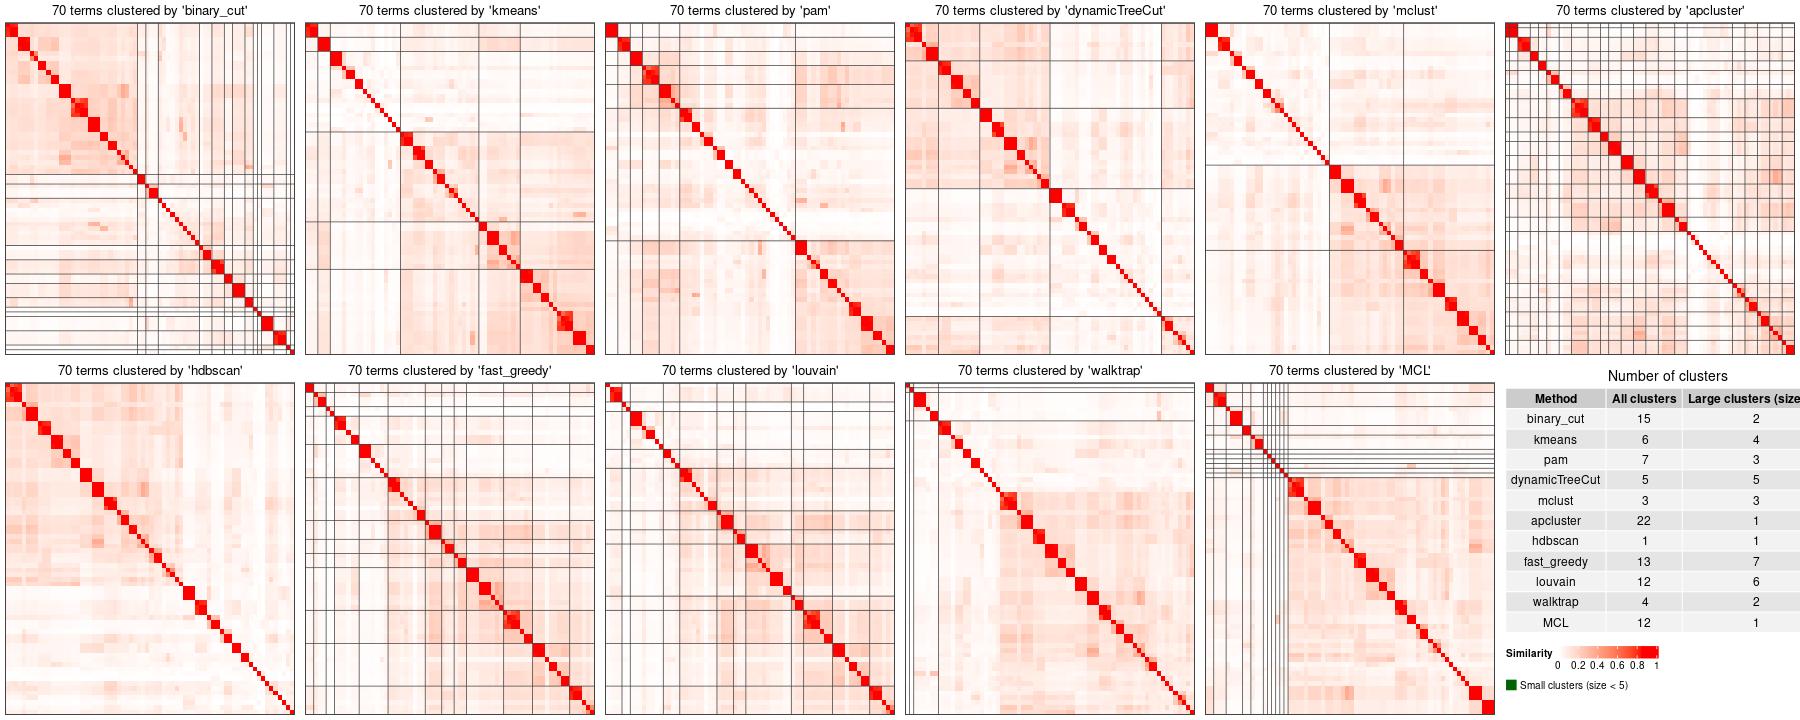 70 terms clustered by 'binary_cut'
70 terms clustered by 'kmeans'
70 terms clustered by 'pam'
70 terms clustered by 'dynamicTreeCut'
70 terms clustered by 'mclust'
70 terms clustered by 'apcluster'
70 terms clustered by 'hdbscan'
70 terms clustered by 'fast_greedy'
70 terms clustered by 'louvain'
70 terms clustered by 'walktrap'
70 terms clustered by 'MCL'
Number of clusters
Method All clusters Large clusters (size
binary_cut 15 2
kmeans 6 4
pam 7 3
dynamicTreeCut 5 5
mclust 3 3
apcluster 22 1
hdbscan 1 1
fast_greedy 13 7
louvain 12 6
walktrap 4 2
MCL 12 1
Similarity
0 0.2 0.4 0.6 0.8 1
Small clusters (size < 5)